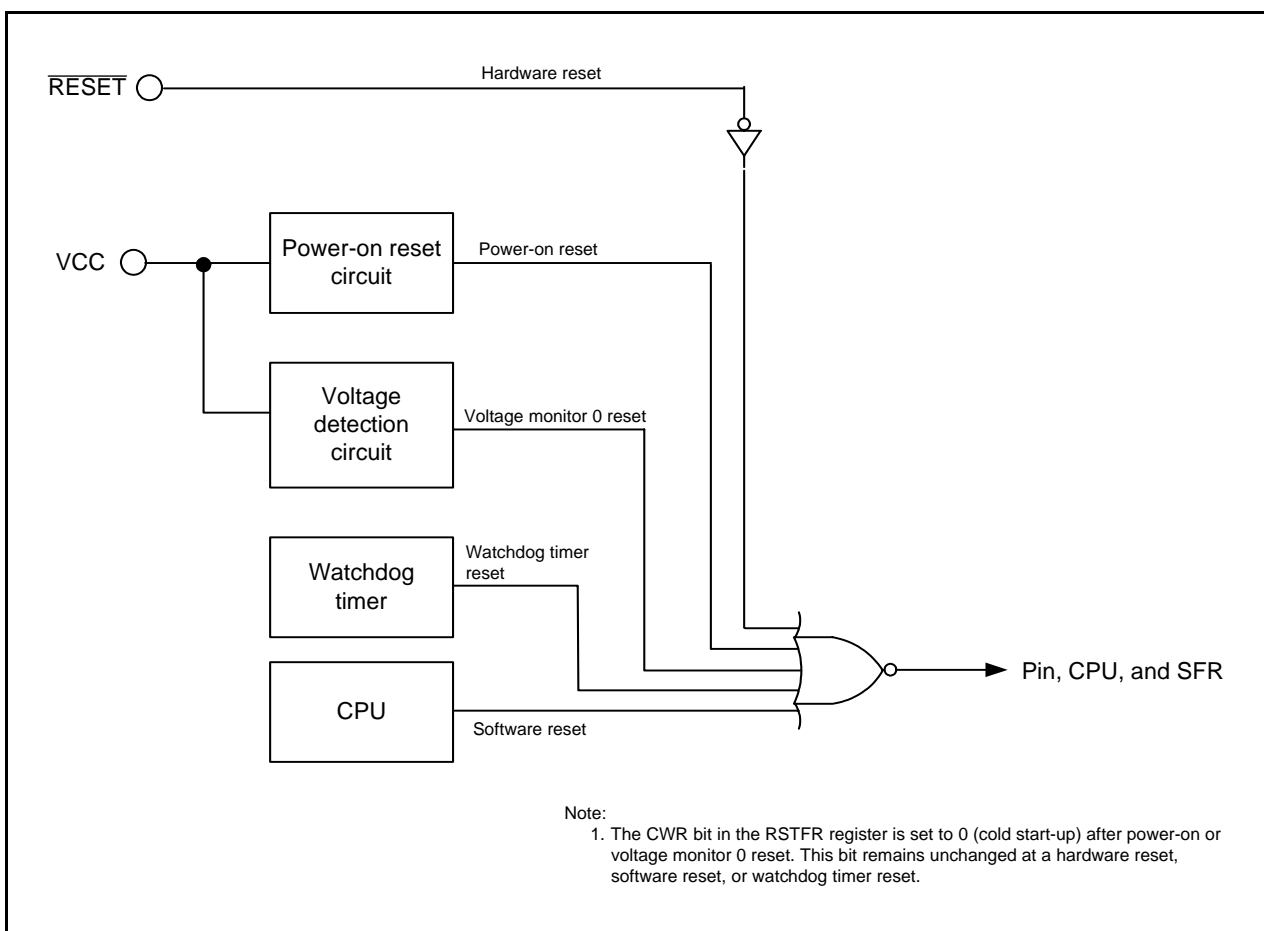 RESET
Hardware reset
VCC
Power-on reset
circuit
Power-on reset
Voltage
detection
circuit
Voltage monitor 0 reset
Watchdog
timer
Watchdog timer
reset
CPU
Software reset
Pin, CPU, and SFR
Note:
1. The CWR bit in the RSTFR register is set to 0 (cold start-up) after power-on or
voltage monitor 0 reset. This bit remains unchanged at a hardware reset,
software reset, or watchdog timer reset.